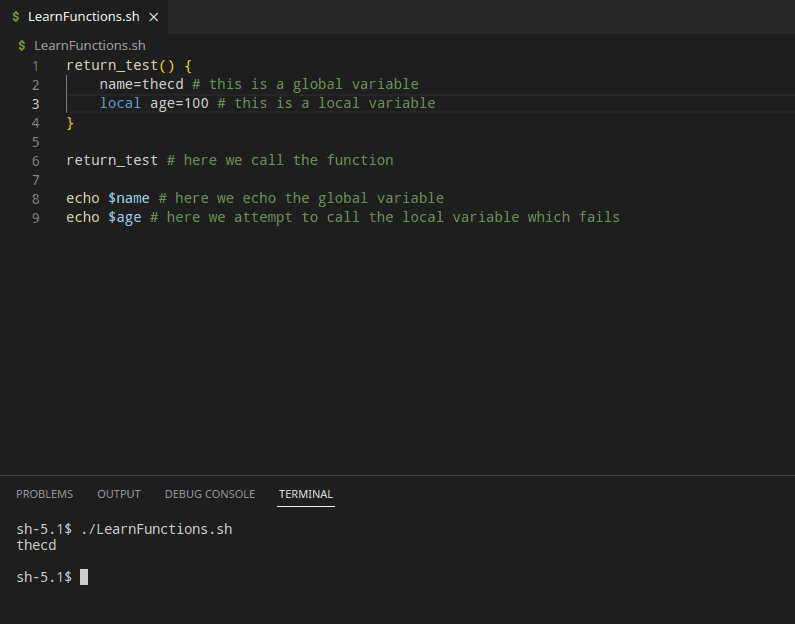 $ LearnFunctions.sh ×
$ LearnFunctions.sh
1 return_test() {
2     name=thecd # this is a global variable
3     local age=100 # this is a local variable
4 }
5
6 return_test # here we call the function
7
8 echo $name # here we echo the global variable
9 echo $age # here we attempt to call the local variable which fails
PROBLEMS OUTPUT DEBUG CONSOLE TERMINAL
sh-5.1$ ./LearnFunctions.sh
thecd
sh-5.1$